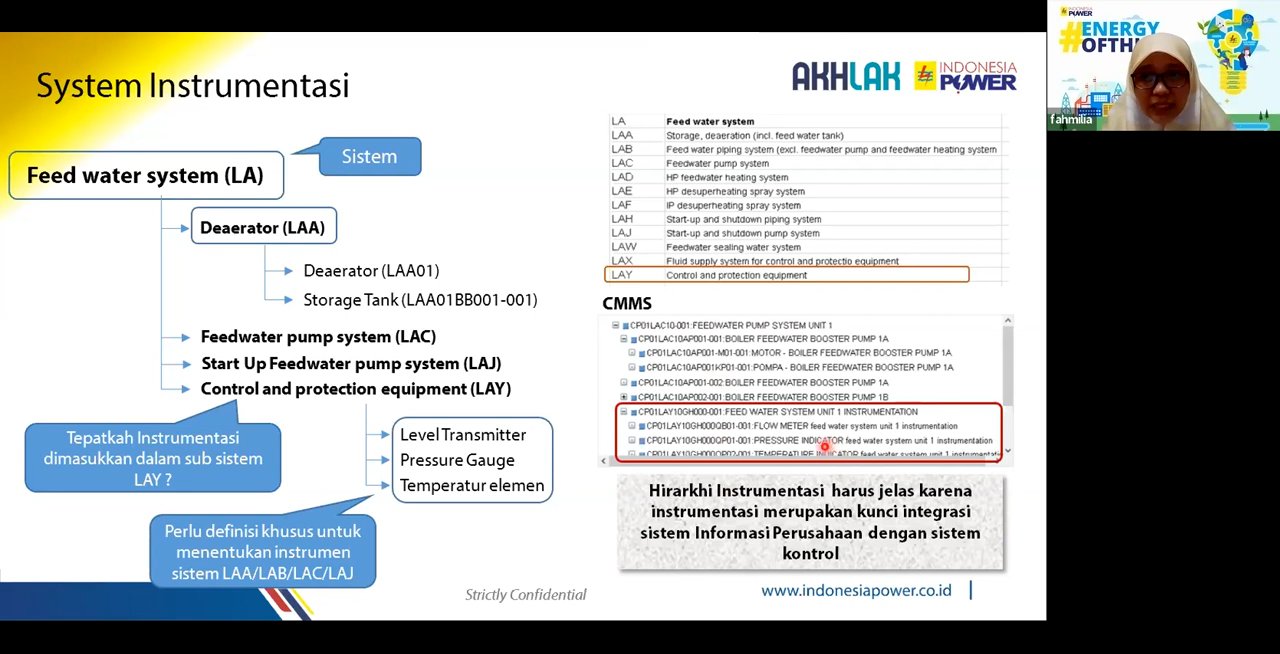 System Instrumentasi
AKHLAK
INDONESIA
POWER
Feed water system (LA)
Sistem
Deaerator (LAA)
Deaerator (LAA01)
Storage Tank (LAA01BB001-001)
Feedwater pump system (LAC)
Start Up Feedwater pump system (LAJ)
Control and protection equipment (LAY)
Tepatkah Instrumentasi
dimasukkan dalam sub sistem
LAY ?
Level Transmitter
Pressure Gauge
Temperatur elemen
Perlu definisi khusus untuk
menentukan instrumen
sistem LAA/LAB/LAC/LAJ
LA Feed water system
LAA Storage, deaeration (incl. feed water tank)
LAB Feed water piping system (excl. feedwater pump and feedwater heating system
LAC Feedwater pump system
LAD HP feedwater heating system
LAE HP desuperheating spray system
LAF IP desuperheating spray system
LAH Start-up and shutdown piping system
LAJ Start-up and shutdown pump system
LAW Feedwater sealing water system
LAX Fluid supply system for control and protectio equipment
LAY Control and protection equipment
CMMS
CP01LAC10-001:FEEDWATER PUMP SYSTEM UNIT 1
CP01LAC10AP001-001:BOILER FEEDWATER BOOSTER PUMP 1A
CP01LAC10AP001-M01-001:MOTOR - BOILER FEEDWATER BOOSTER PUMP 1A
CP01LAC10AP001KP01-001:POMPA - BOILER FEEDWATER BOOSTER PUMP 1A
CP01LAC10AP001-002:BOILER FEEDWATER BOOSTER PUMP 1A
CP01LAC10AP002-001:BOILER FEEDWATER BOOSTER PUMP 1B
CP01LAY10GH000-001:FEED WATER SYSTEM UNIT 1 INSTRUMENTATION
CP01LAY10GH000QB01-001:FLOW METER feed water system unit 1 instrumentation
CP01LAY10GH000QP01-001:PRESSURE INDICATOR feed water system unit 1 instrumentation
CP01LAY10GH000QP02-001:TEMPERATURE INDICATOR feed water system unit 1 instrumentati
Hirarkhi Instrumentasi harus jelas karena
instrumentasi merupakan kunci integrasi
sistem Informasi Perusahaan dengan sistem
kontrol
Strictly Confidential
www.indonesiapower.co.id
POWER
#ENERGY
OFTH
fahmilia